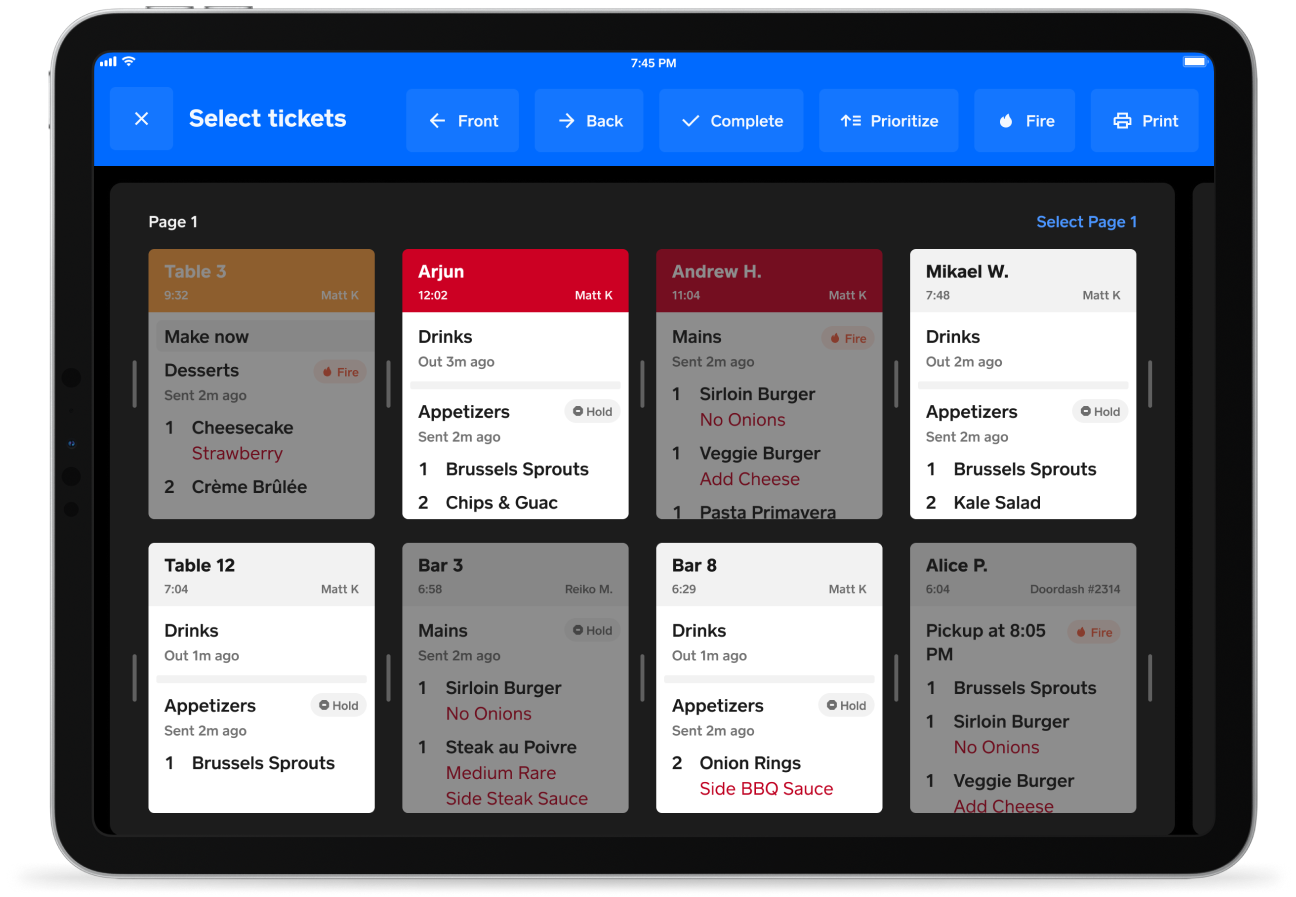 7:45 PM
Select tickets
Front
Back
Complete
Prioritize
Fire
Print
Page 1
Select Page 1
Table 3
9:32 Matt K
Make now
Desserts Fire
Sent 2m ago
1 Cheesecake
Strawberry
2 Crème Brûlée
Arjun
12:02 Matt K
Drinks
Out 3m ago
Appetizers Hold
Sent 2m ago
1 Brussels Sprouts
2 Chips & Guac
Andrew H.
11:04 Matt K
Mains Fire
Sent 2m ago
1 Sirloin Burger
No Onions
1 Veggie Burger
Add Cheese
1 Pasta Primavera
Mikael W.
7:48 Matt K
Drinks
Out 2m ago
Appetizers Hold
Sent 2m ago
1 Brussels Sprouts
2 Kale Salad
Table 12
7:04 Matt K
Drinks
Out 1m ago
Appetizers Hold
Sent 2m ago
1 Brussels Sprouts
Bar 3
6:58 Reiko M.
Mains Hold
Sent 2m ago
1 Sirloin Burger
No Onions
1 Steak au Poivre
Medium Rare
Side Steak Sauce
Bar 8
6:29 Matt K
Drinks
Out 1m ago
Appetizers Hold
Sent 2m ago
2 Onion Rings
Side BBQ Sauce
Alice P.
6:04 Doordash #2314
Pickup at 8:05 Fire
PM
1 Brussels Sprouts
1 Sirloin Burger
No Onions
1 Veggie Burger
Add Cheese